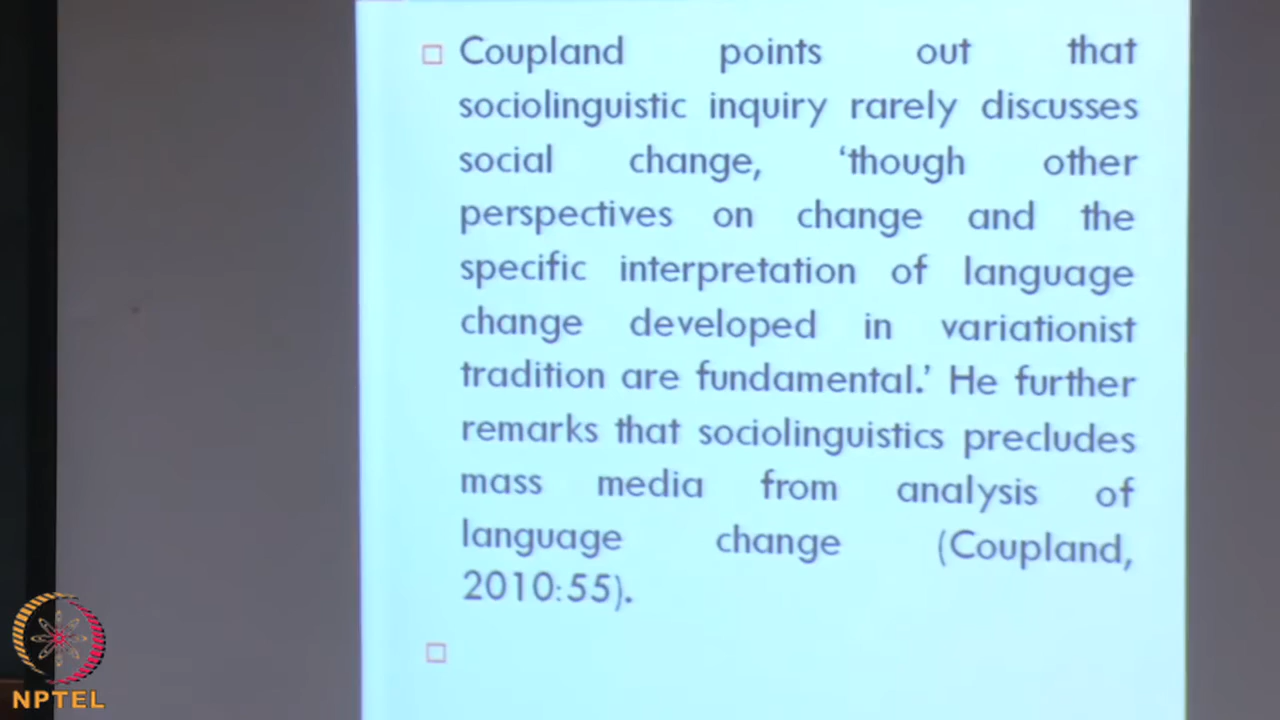 Coupland points out that
sociolinguistic inquiry rarely discusses
social change, ‘though other
perspectives on change and the
specific interpretation of language
change developed in variationist
tradition are fundamental.’ He further
remarks that sociolinguistics precludes
mass media from analysis of
language change (Coupland,
2010:55).
NPTEL